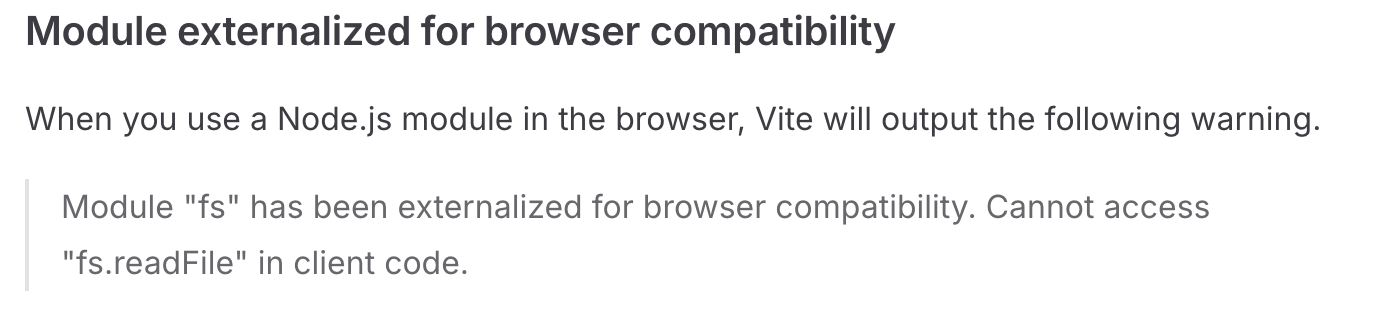 Module externalized for browser compatibility
When you use a Node.js module in the browser, Vite will output the following warning.
Module "fs" has been externalized for browser compatibility. Cannot access
"fs.readFile" in client code.